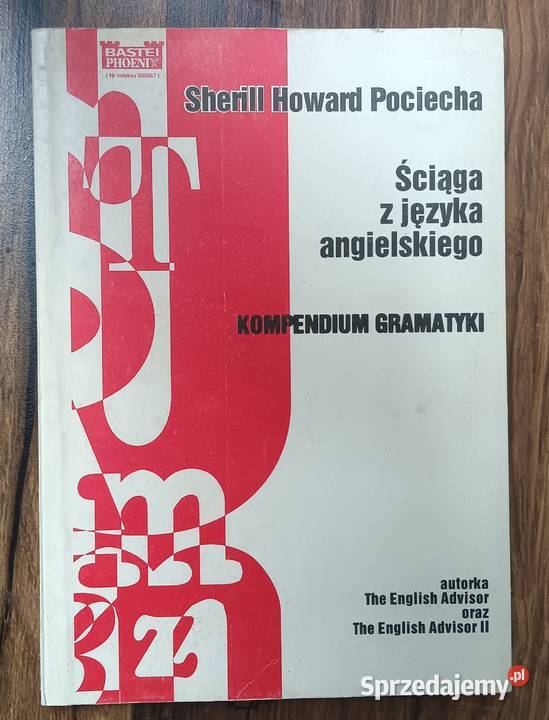 BASTEI
PHOENIX
( Nr indeksu 300667 )
Sherill Howard Pociecha
Ściąga
z języka
angielskiego
KOMPENDIUM GRAMATYKI
T
m
z
autorka
The English Advisor
oraz
The English Advisor II
Sprzedajemy.pl